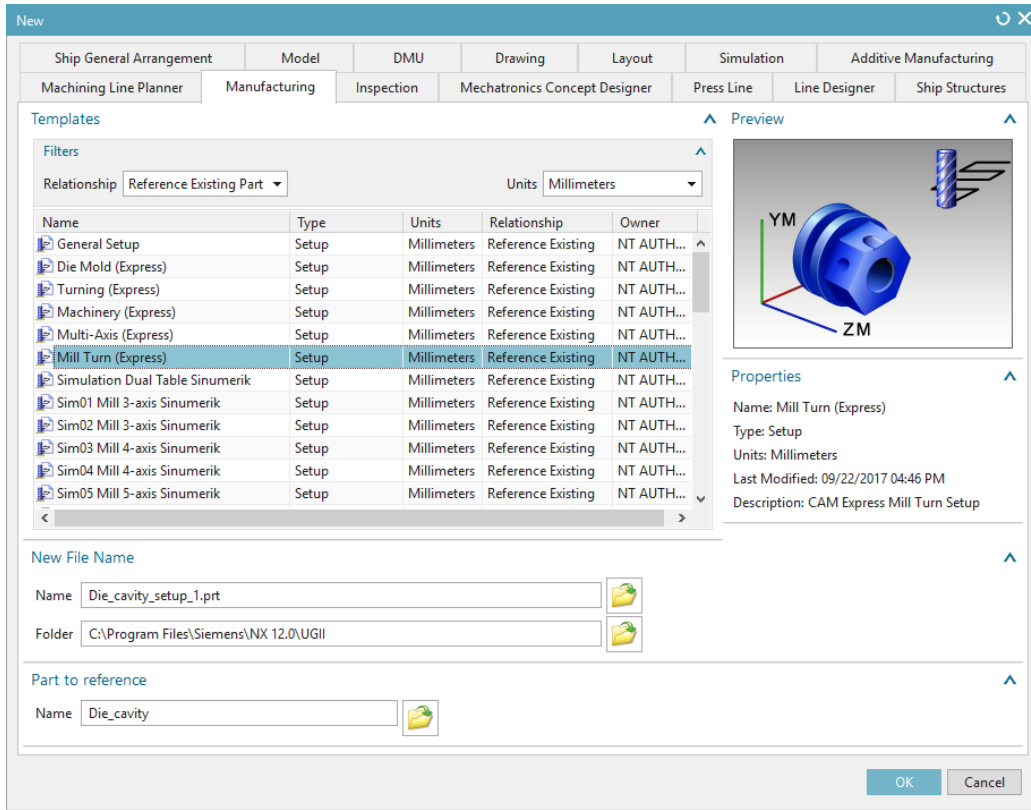 New
Ship General Arrangement Model DMU Drawing Layout Simulation Additive Manufacturing
Machining Line Planner Manufacturing Inspection Mechatronics Concept Designer Press Line Line Designer Ship Structures
Templates
Filters
Relationship Reference Existing Part Units Millimeters
Name Type Units Relationship Owner
General Setup Setup Millimeters Reference Existing NT AUTH...
Die Mold (Express) Setup Millimeters Reference Existing NT AUTH...
Turning (Express) Setup Millimeters Reference Existing NT AUTH...
Machinery (Express) Setup Millimeters Reference Existing NT AUTH...
Multi-Axis (Express) Setup Millimeters Reference Existing NT AUTH...
Mill Turn (Express) Setup Millimeters Reference Existing NT AUTH...
Simulation Dual Table Sinumerik Setup Millimeters Reference Existing NT AUTH...
Sim01 Mill 3-axis Sinumerik Setup Millimeters Reference Existing NT AUTH...
Sim02 Mill 3-axis Sinumerik Setup Millimeters Reference Existing NT AUTH...
Sim03 Mill 4-axis Sinumerik Setup Millimeters Reference Existing NT AUTH...
Sim04 Mill 4-axis Sinumerik Setup Millimeters Reference Existing NT AUTH...
Sim05 Mill 5-axis Sinumerik Setup Millimeters Reference Existing NT AUTH...
Preview
YM
ZM
Properties
Name: Mill Turn (Express)
Type: Setup
Units: Millimeters
Last Modified: 09/22/2017 04:46 PM
Description: CAM Express Mill Turn Setup
New File Name
Name Die_cavity_setup_1.prt
Folder C:\Program Files\Siemens\NX 12.0\UGII
Part to reference
Name Die_cavity
OK Cancel